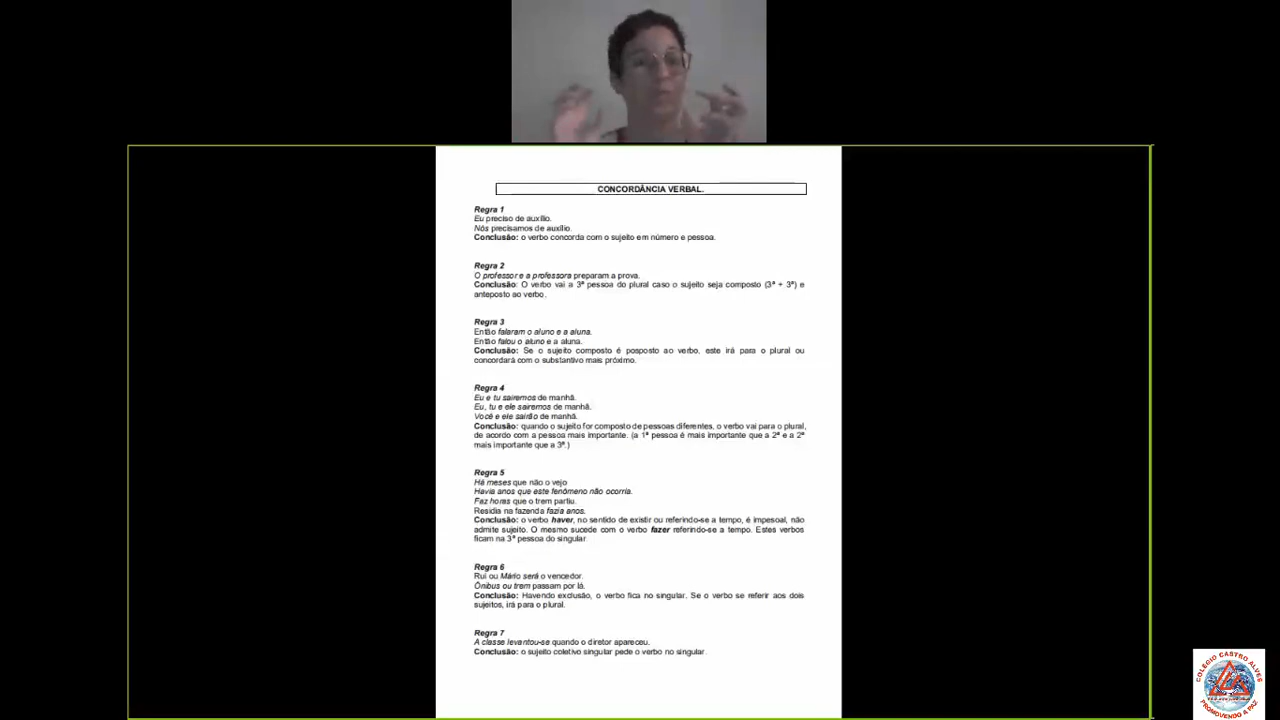 CONCORDÂNCIA VERBAL.
Regra 1
Eu preciso de auxílio.
Nós precisamos de auxílio.
Conclusão: o verbo concorda com o sujeito em número e pessoa.
Regra 2
O professor e a professora preparam a prova.
Conclusão: O verbo vai a 3ª pessoa do plural caso o sujeito seja composto (3ª + 3ª) e
anteposto ao verbo.
Regra 3
Então falaram o aluno e a aluna.
Então falou o aluno e a aluna.
Conclusão: Se o sujeito composto é posposto ao verbo, este irá para o plural ou
concordará com o substantivo mais próximo.
Regra 4
Eu e tu sairemos de manhã.
Eu, tu e ele sairemos de manhã.
Você e ele sairão de manhã.
Conclusão: quando o sujeito for composto de pessoas diferentes, o verbo vai para o plural,
de acordo com a pessoa mais importante. (a 1ª pessoa é mais importante que a 2ª e a 2ª
mais importante que a 3ª.)
Regra 5
Há meses que não o vejo
Havia anos que este fenômeno não ocorria.
Faz horas que o trem partiu.
Residia na fazenda fazia anos.
Conclusão: o verbo haver, no sentido de existir ou referindo-se a tempo, é impesoal, não
admite sujeito. O mesmo sucede com o verbo fazer referindo-se a tempo. Estes verbos
ficam na 3ª pessoa do singular.
Regra 6
Rui ou Mário será o vencedor.
Ônibus ou trem passam por lá.
Conclusão: Havendo exclusão, o verbo fica no singular. Se o verbo se referir aos dois
sujeitos, irá para o plural.
Regra 7
A classe levantou-se quando o diretor apareceu.
Conclusão: o sujeito coletivo singular pede o verbo no singular.
COLÉGIO CASTRO ALVES
PROMOVENDO A PAZ